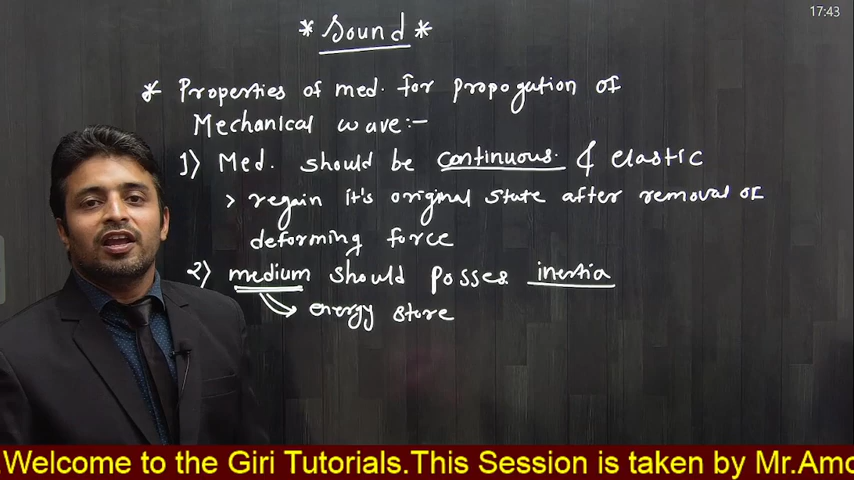 17:43
* Sound *
* Properties of med. for propogation of
Mechanical wave:-
1) Med. should be continuous. & elastic
> regain it's original state after removal of
deforming force
2) medium should posses inertia
energy store
.Welcome to the Giri Tutorials.This Session is taken by Mr.Amo